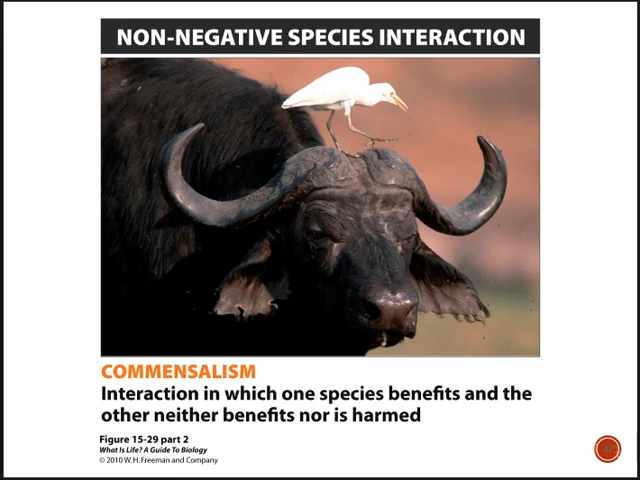 NON-NEGATIVE SPECIES INTERACTION
COMMENSALISM
Interaction in which one species benefits and the
other neither benefits nor is harmed
Figure 15-29 part 2
What Is Life? A Guide To Biology
© 2010 W. H. Freeman and Company